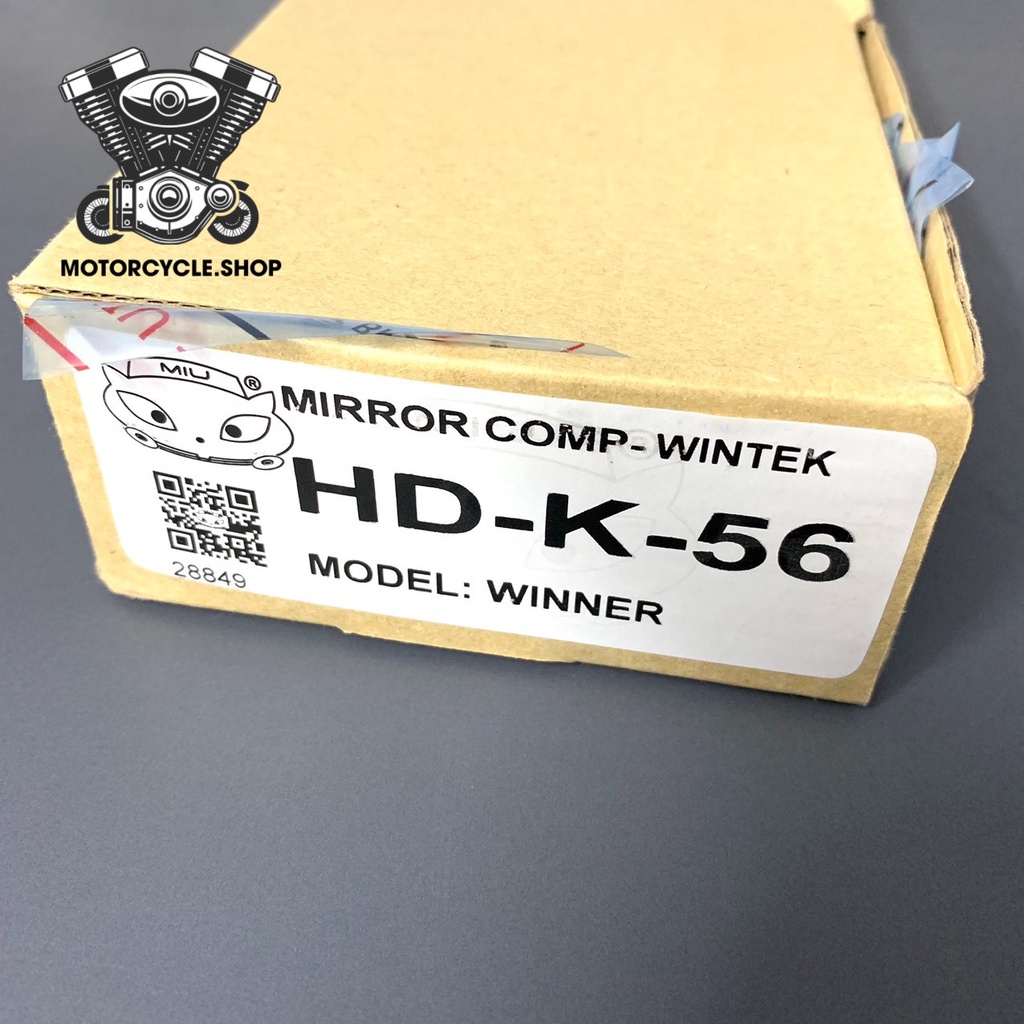 MOTORCYCLE.SHOP
MIU ®
MIRROR COMP-WINTEK
HD-K-56
28849
MODEL: WINNER